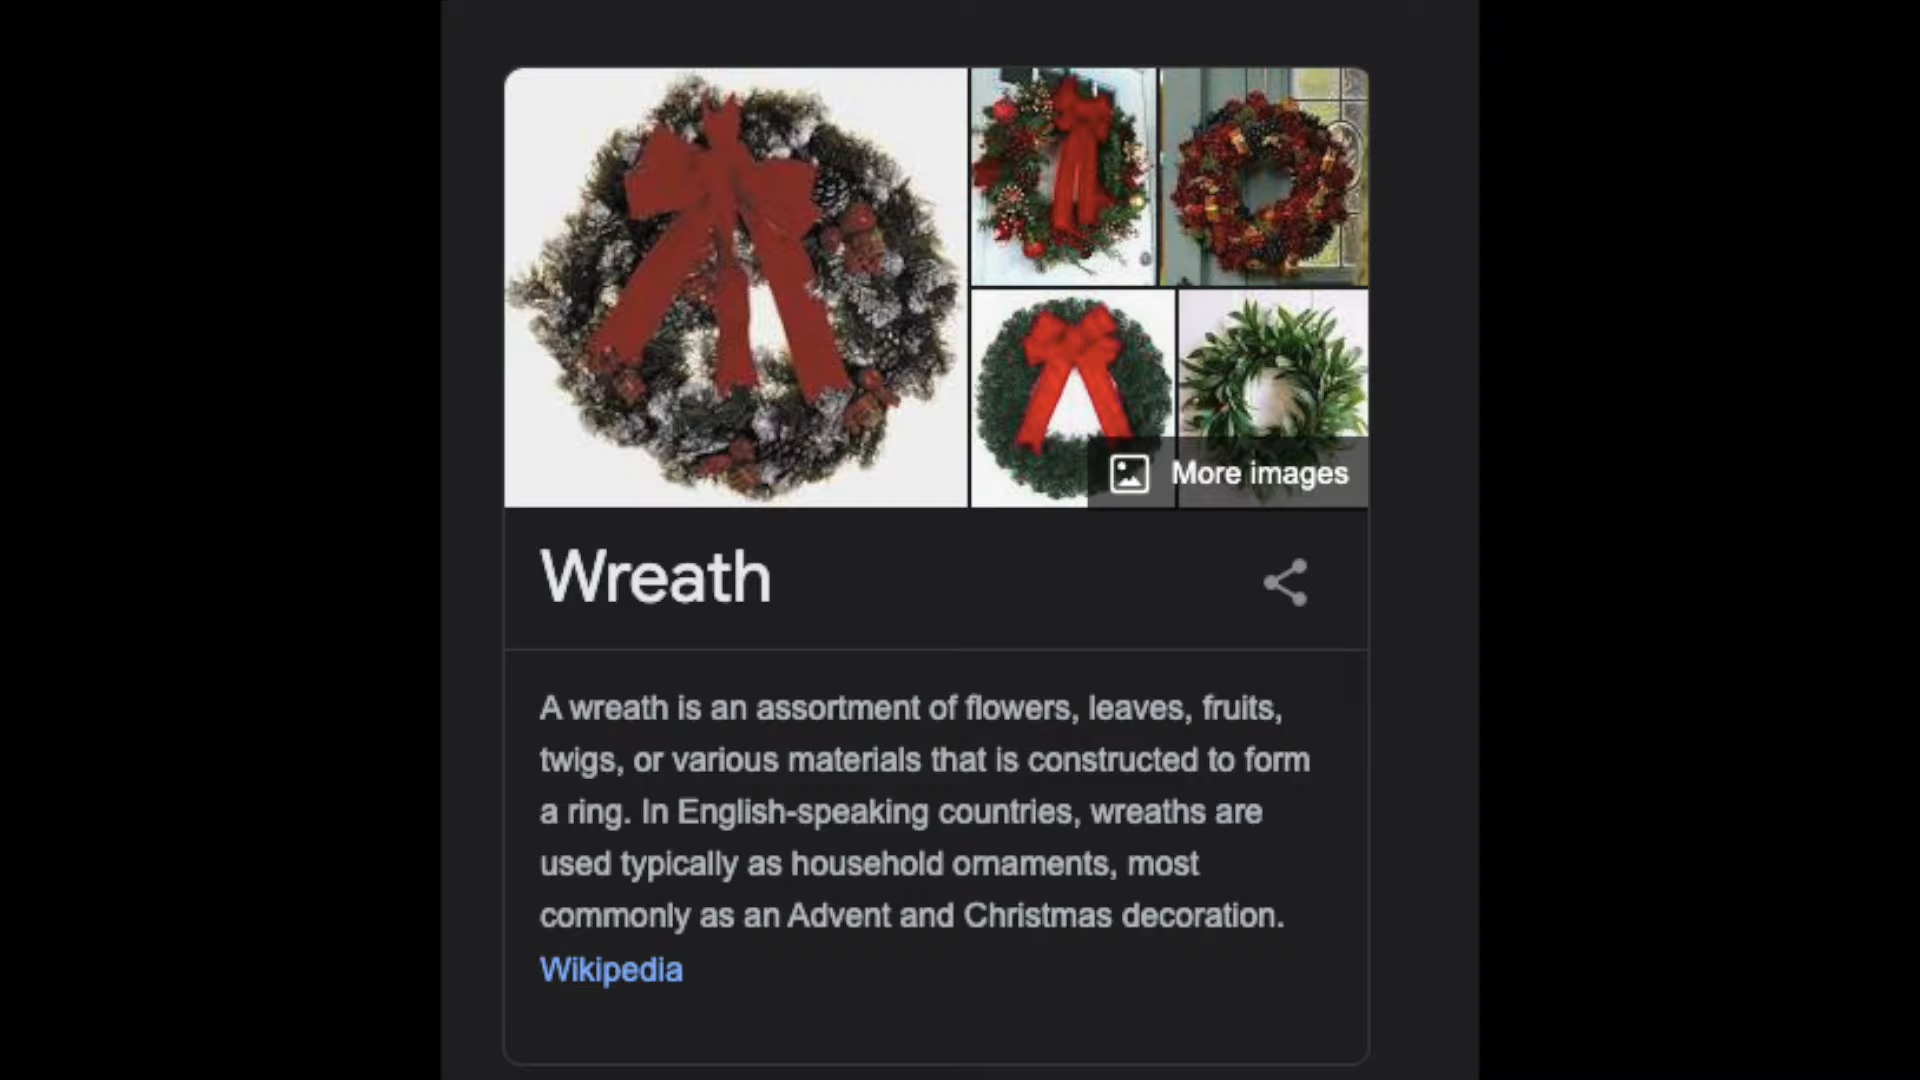 More images
Wreath
A wreath is an assortment of flowers, leaves, fruits,
twigs, or various materials that is constructed to form
a ring. In English-speaking countries, wreaths are
used typically as household ornaments, most
commonly as an Advent and Christmas decoration.
Wikipedia